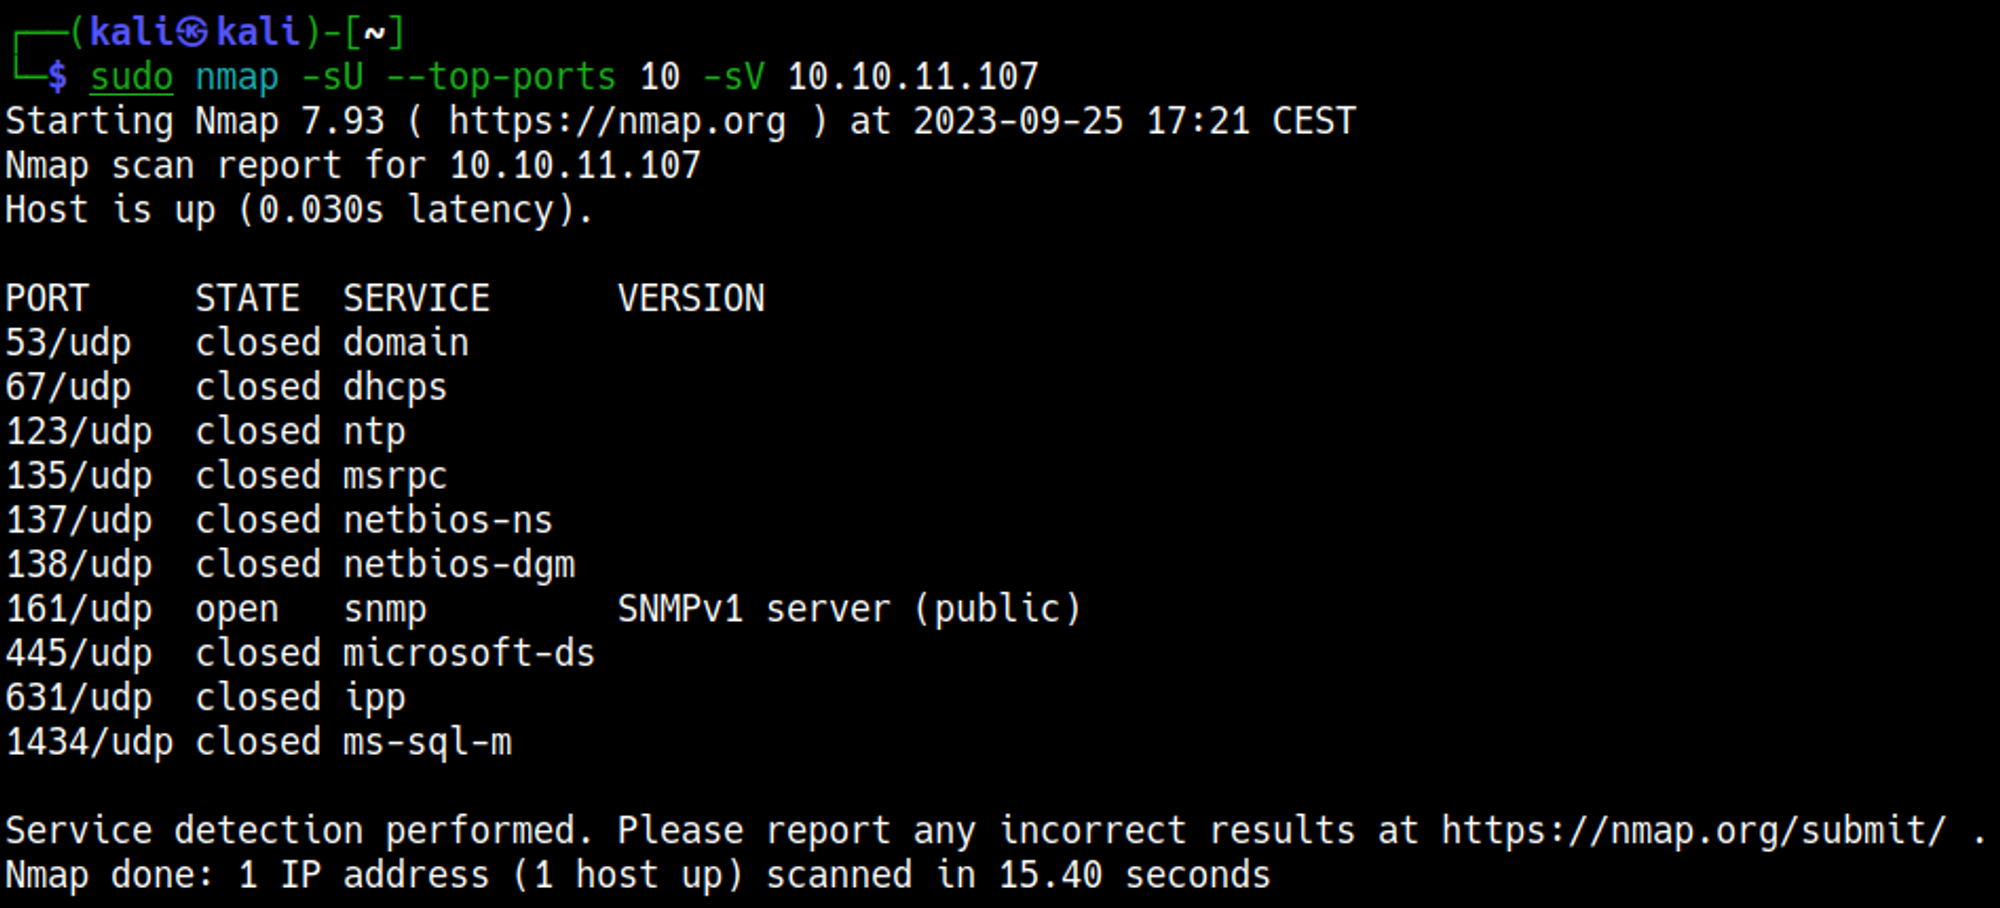 ┌──(kali㉿kali)-[~]
└─$ sudo nmap -sU --top-ports 10 -sV 10.10.11.107
Starting Nmap 7.93 ( https://nmap.org ) at 2023-09-25 17:21 CEST
Nmap scan report for 10.10.11.107
Host is up (0.030s latency).

PORT     STATE  SERVICE      VERSION
53/udp   closed domain
67/udp   closed dhcps
123/udp  closed ntp
135/udp  closed msrpc
137/udp  closed netbios-ns
138/udp  closed netbios-dgm
161/udp  open   snmp         SNMPv1 server (public)
445/udp  closed microsoft-ds
631/udp  closed ipp
1434/udp closed ms-sql-m

Service detection performed. Please report any incorrect results at https://nmap.org/submit/ .
Nmap done: 1 IP address (1 host up) scanned in 15.40 seconds